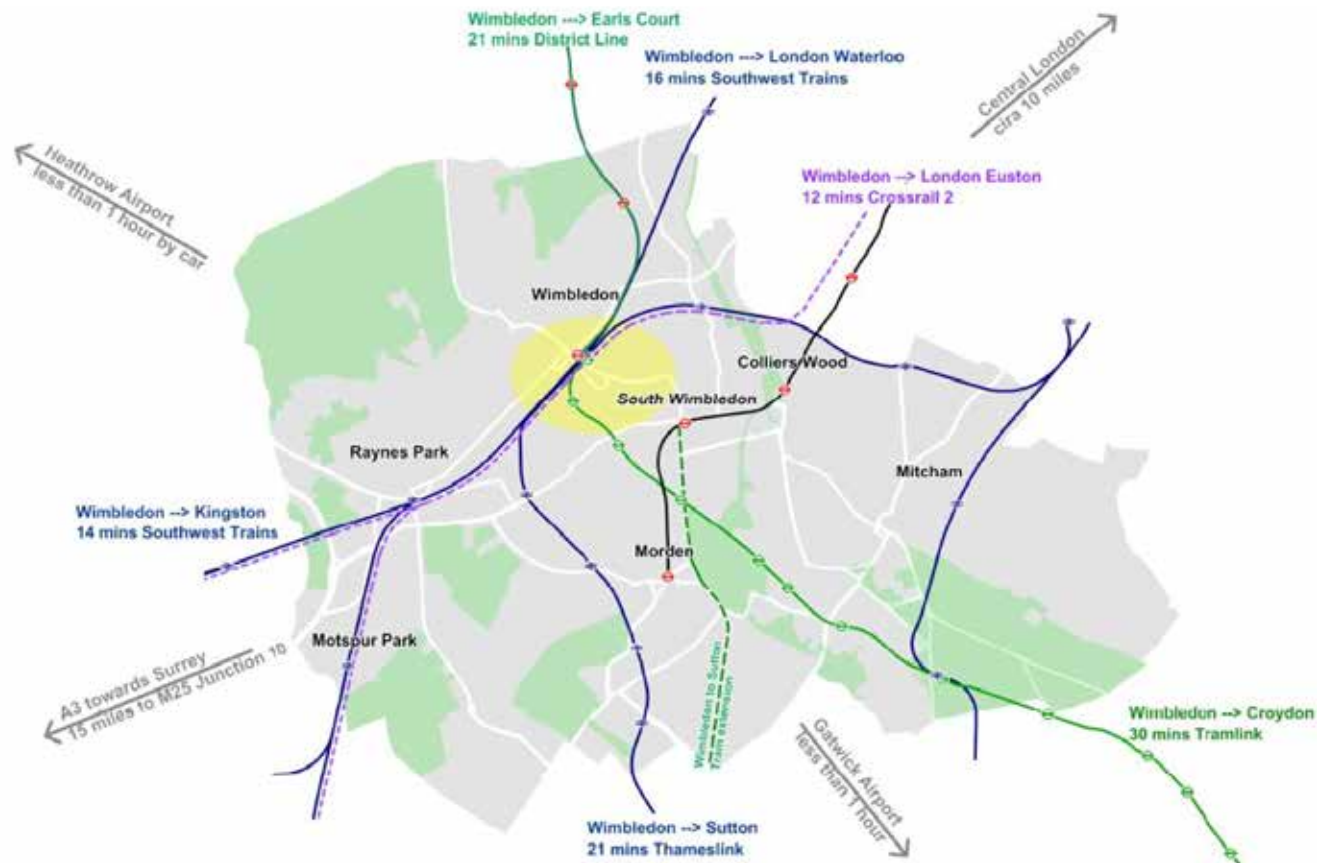 Wimbledon ---> Earls Court
21 mins District Line
Wimbledon ---> London Waterloo
16 mins Southwest Trains
Central London
cira 10 miles
Heathrow Airport
less than 1 hour by car
Wimbledon --> London Euston
12 mins Crossrail 2
Wimbledon
Colliers Wood
South Wimbledon
Raynes Park
Mitcham
Wimbledon --> Kingston
14 mins Southwest Trains
Morden
Motspur Park
A3 towards Surrey
15 miles to M25 Junction 10
Wimbledon to Sutton
Tram extension
Gatwick Airport
less than 1 hour
Wimbledon --> Croydon
30 mins Tramlink
Wimbledon --> Sutton
21 mins Thameslink